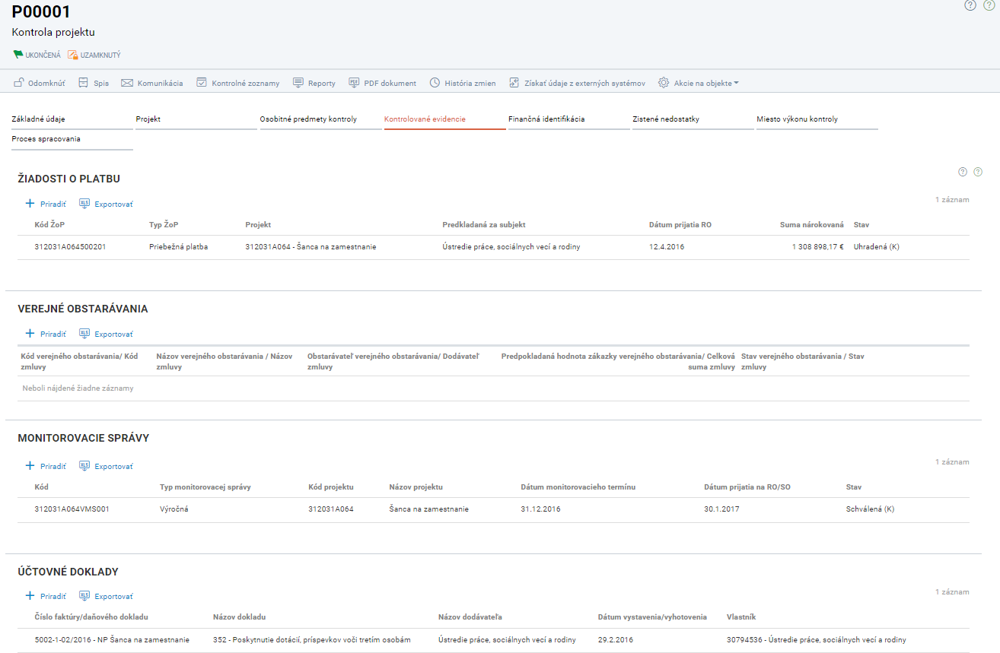 P00001
Kontrola projektu
UKONČENÁ UZAMKNUTÝ
Odomknúť Spis Komunikácia Kontrolné zoznamy Reporty PDF dokument História zmien Získať údaje z externých systémov Akcie na objekte
Základné údaje Projekt Osobitné predmety kontroly Kontrolované evidencie Finančná identifikácia Zistené nedostatky Miesto výkonu kontroly
Proces spracovania
ŽIADOSTI O PLATBU
Priradiť XLS Exportovať 1 záznam
Kód ŽoP Typ ŽoP Projekt Predkladaná za subjekt Dátum prijatia RO Suma nárokovaná Stav
312031A064500201 Priebežná platba 312031A064 - Šanca na zamestnanie Ústredie práce, sociálnych vecí a rodiny 12.4.2016 1 308 898,17 € Uhradená (K)
VEREJNÉ OBSTARÁVANIA
Priradiť XLS Exportovať
Kód verejného obstarávania/ Kód zmluvy Názov verejného obstarávania / Názov zmluvy Obstarávateľ verejného obstarávania/ Dodávateľ zmluvy Predpokladaná hodnota zákazky verejného obstarávania/ Celková suma zmluvy Stav verejného obstarávania / Stav zmluvy
Neboli nájdené žiadne záznamy
MONITOROVACIE SPRÁVY
Priradiť XLS Exportovať 1 záznam
Kód Typ monitorovacej správy Kód projektu Názov projektu Dátum monitorovacieho termínu Dátum prijatia na RO/SO Stav
312031A064VMS001 Výročná 312031A064 Šanca na zamestnanie 31.12.2016 30.1.2017 Schválená (K)
ÚČTOVNÉ DOKLADY
Priradiť XLS Exportovať 1 záznam
Číslo faktúry/daňového dokladu Názov dokladu Názov dodávateľa Dátum vystavenia/vyhotovenia Vlastník
5002-1-02/2016 - NP Šanca na zamestnanie 352 - Poskytnutie dotácií, príspevkov voči tretím osobám Ústredie práce, sociálnych vecí a rodiny 29.2.2016 30794536 - Ústredie práce, sociálnych vecí a rodiny